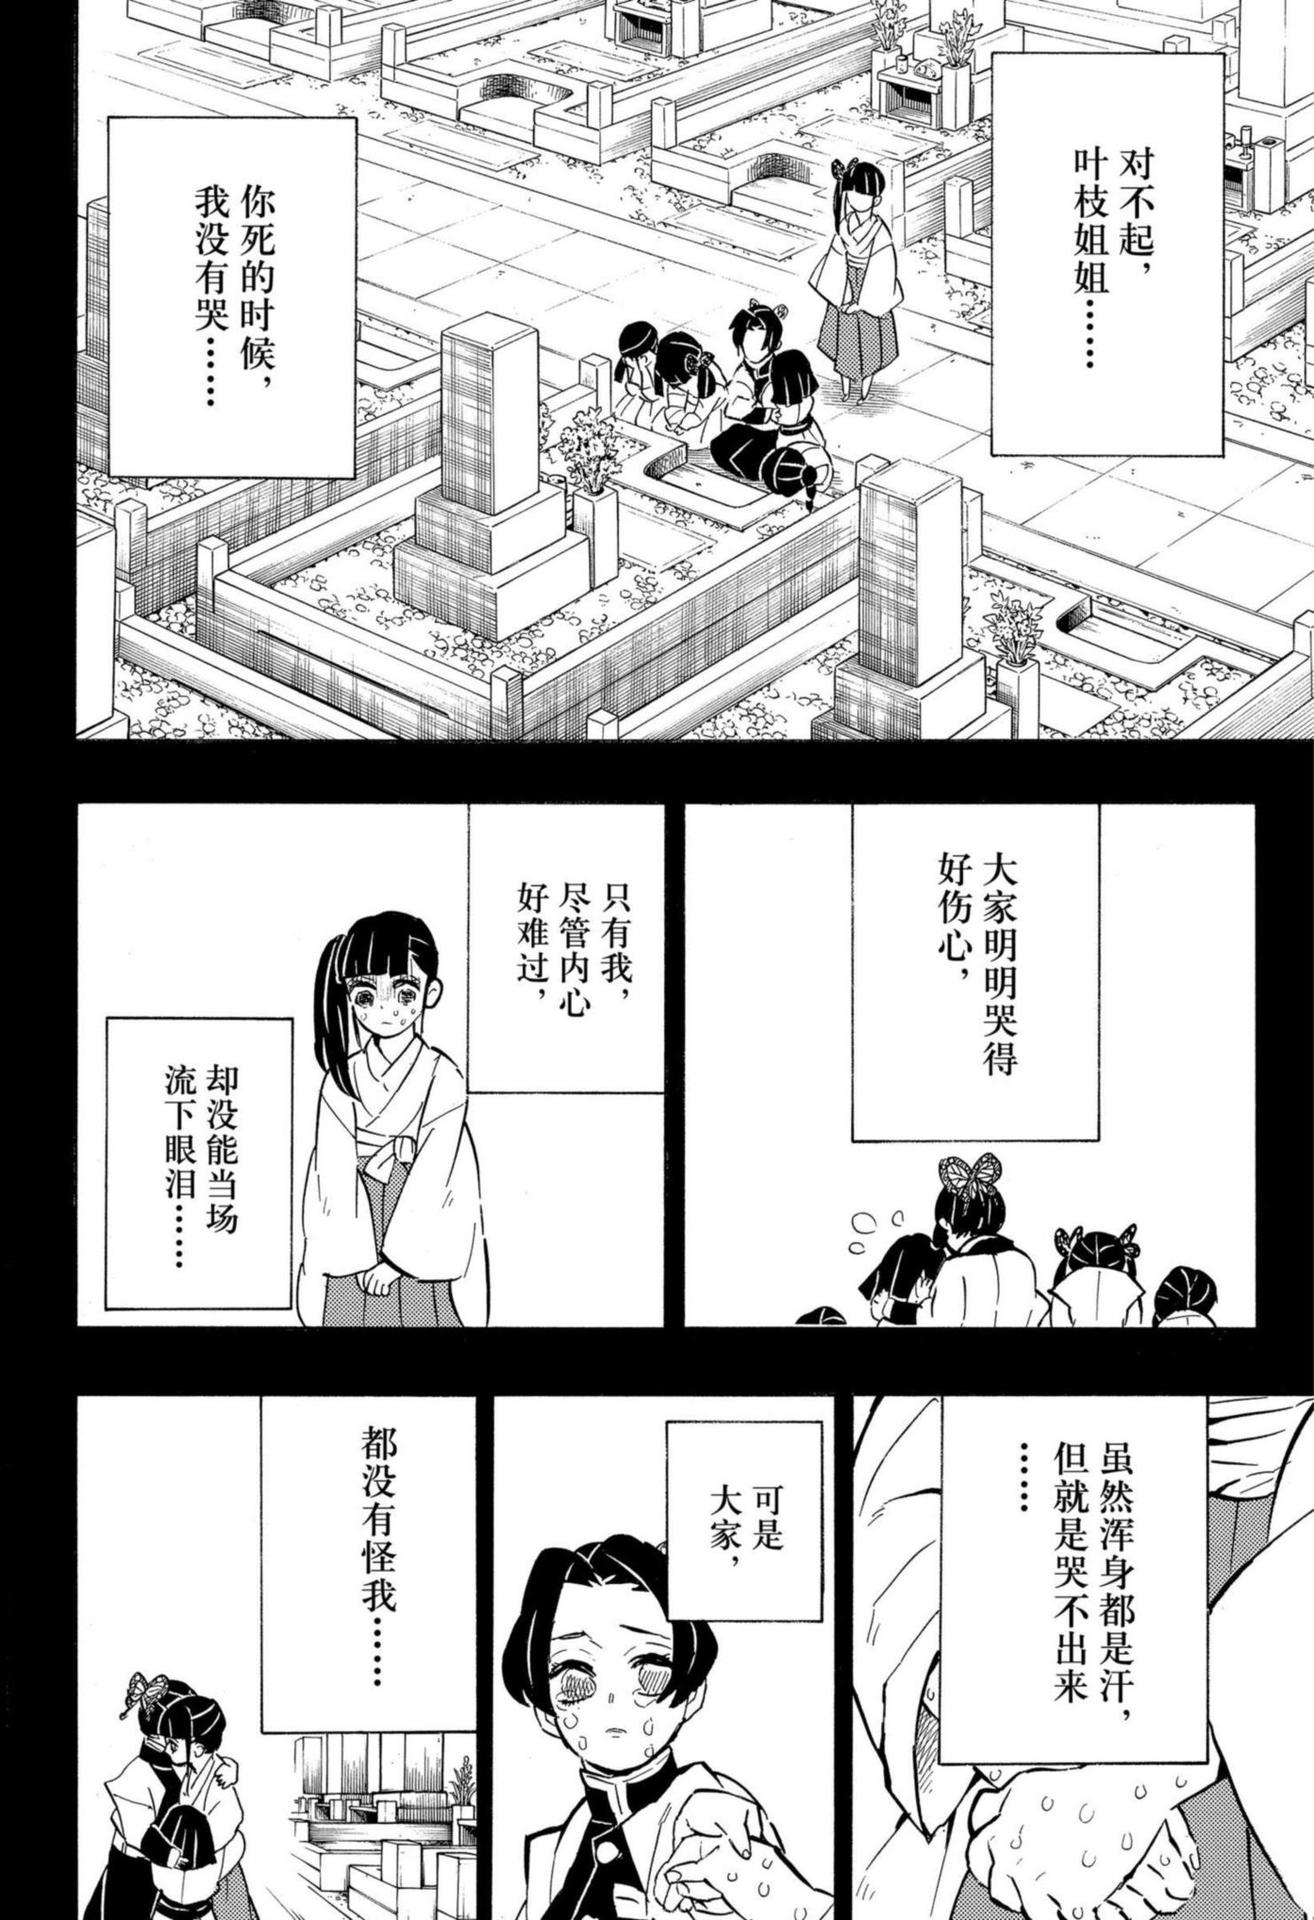 对不起，
叶枝姐姐……
你死的时候，
我没有哭……
大家明明哭得
好伤心，
只有我，
尽管内心
好难过，
却没能当场
流下眼泪……
虽然浑身都是汗，
但就是哭不出来
……
可是
大家，
都没有怪我……